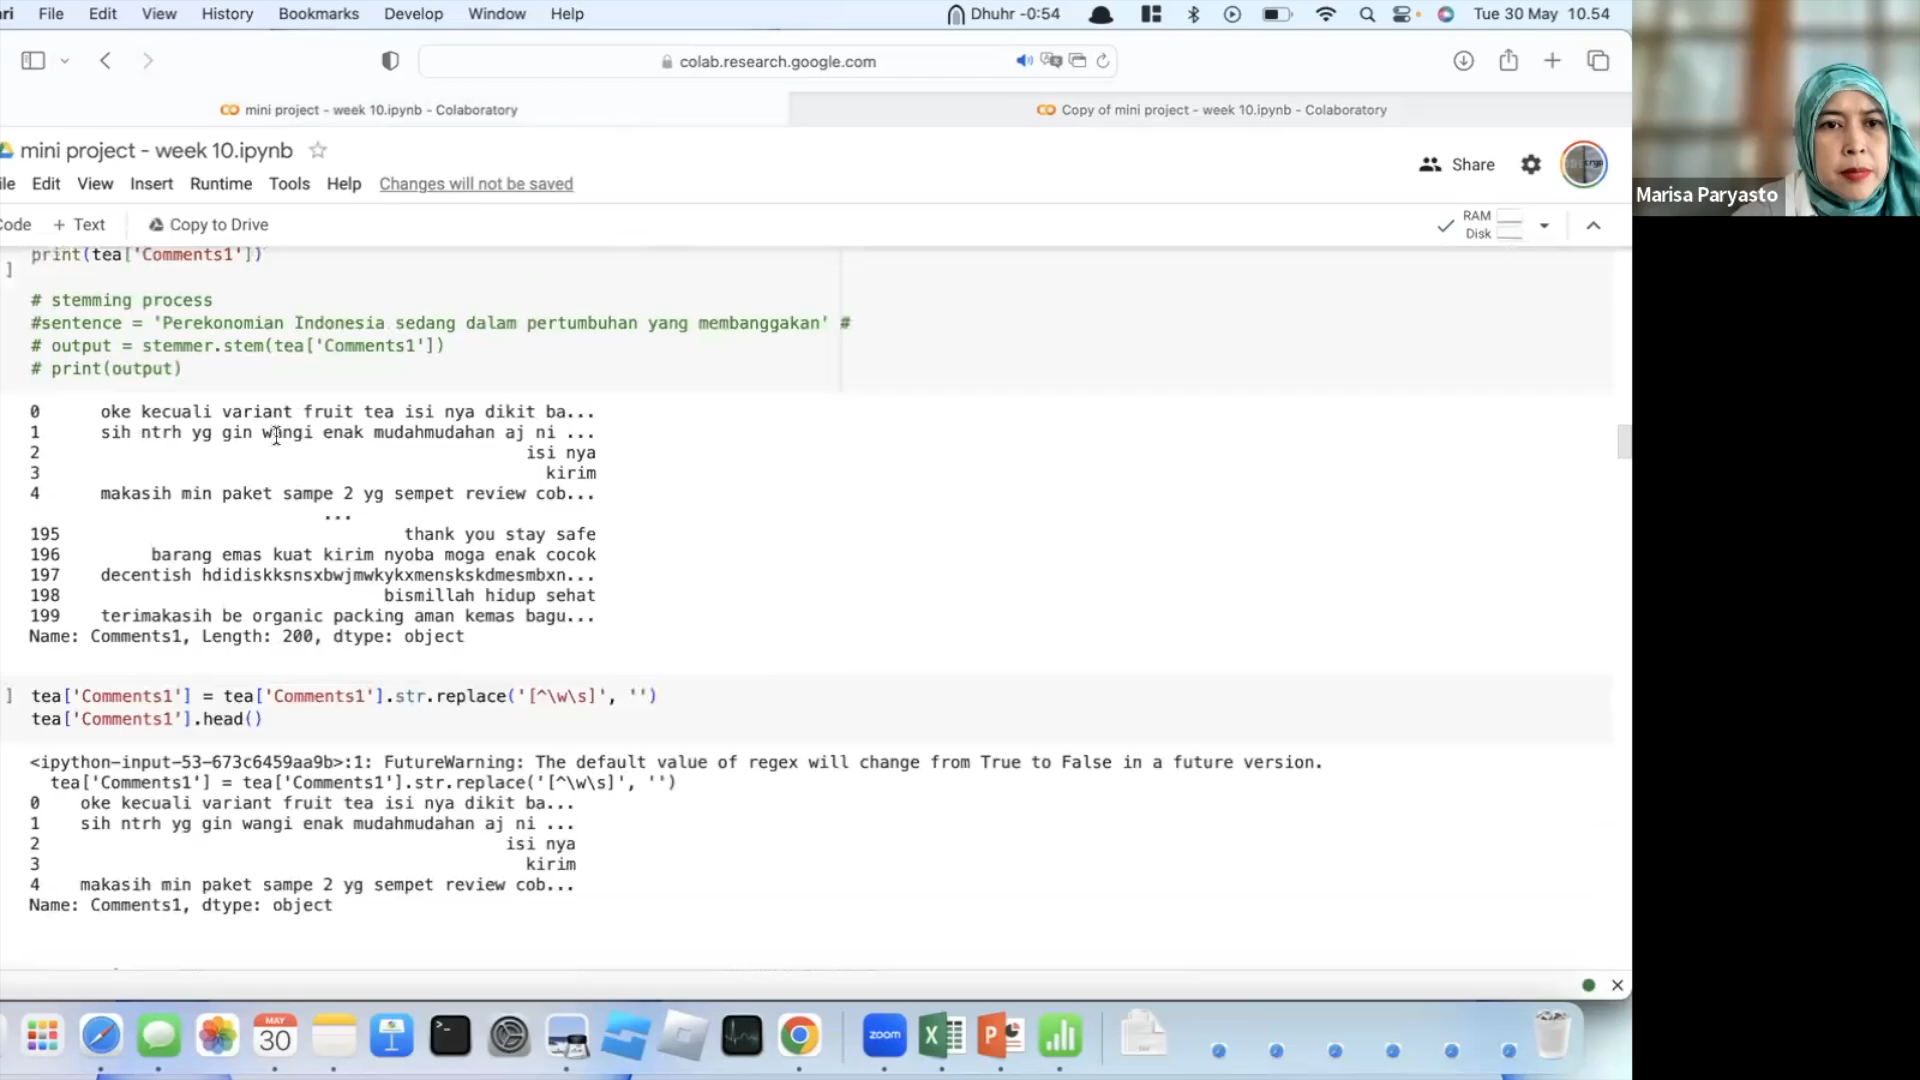 ri File Edit View History Bookmarks Develop Window Help Dhuhr -0:54 Tue 30 May 10.54
colab.research.google.com
mini project - week 10.ipynb - Colaboratory
Copy of mini project - week 10.ipynb - Colaboratory
mini project - week 10.ipynb
Share
Marisa Paryasto
ile Edit View Insert Runtime Tools Help Changes will not be saved
ode + Text Copy to Drive
RAM
Disk
print(tea['Comments1'])
]
# stemming process
#sentence = 'Perekonomian Indonesia sedang dalam pertumbuhan yang membanggakan' #
# output = stemmer.stem(tea['Comments1'])
# print(output)
0 oke kecuali variant fruit tea isi nya dikit ba...
1 sih ntrh yg gin wangi enak mudahmudahan aj ni ...
2 isi nya
3 kirim
4 makasih min paket sampe 2 yg sempet review cob...
...
195 thank you stay safe
196 barang emas kuat kirim nyoba moga enak cocok
197 decentish hdidiskksnsxbwjmwkykxmenskskdmesmbxn...
198 bismillah hidup sehat
199 terimakasih be organic packing aman kemas bagu...
Name: Comments1, Length: 200, dtype: object
] tea['Comments1'] = tea['Comments1'].str.replace('[^\w\s]', '')
tea['Comments1'].head()
<ipython-input-53-673c6459aa9b>:1: FutureWarning: The default value of regex will change from True to False in a future version.
tea['Comments1'] = tea['Comments1'].str.replace('[^\w\s]', '')
0 oke kecuali variant fruit tea isi nya dikit ba...
1 sih ntrh yg gin wangi enak mudahmudahan aj ni ...
2 isi nya
3 kirim
4 makasih min paket sampe 2 yg sempet review cob...
Name: Comments1, dtype: object
MAY
30
zoom